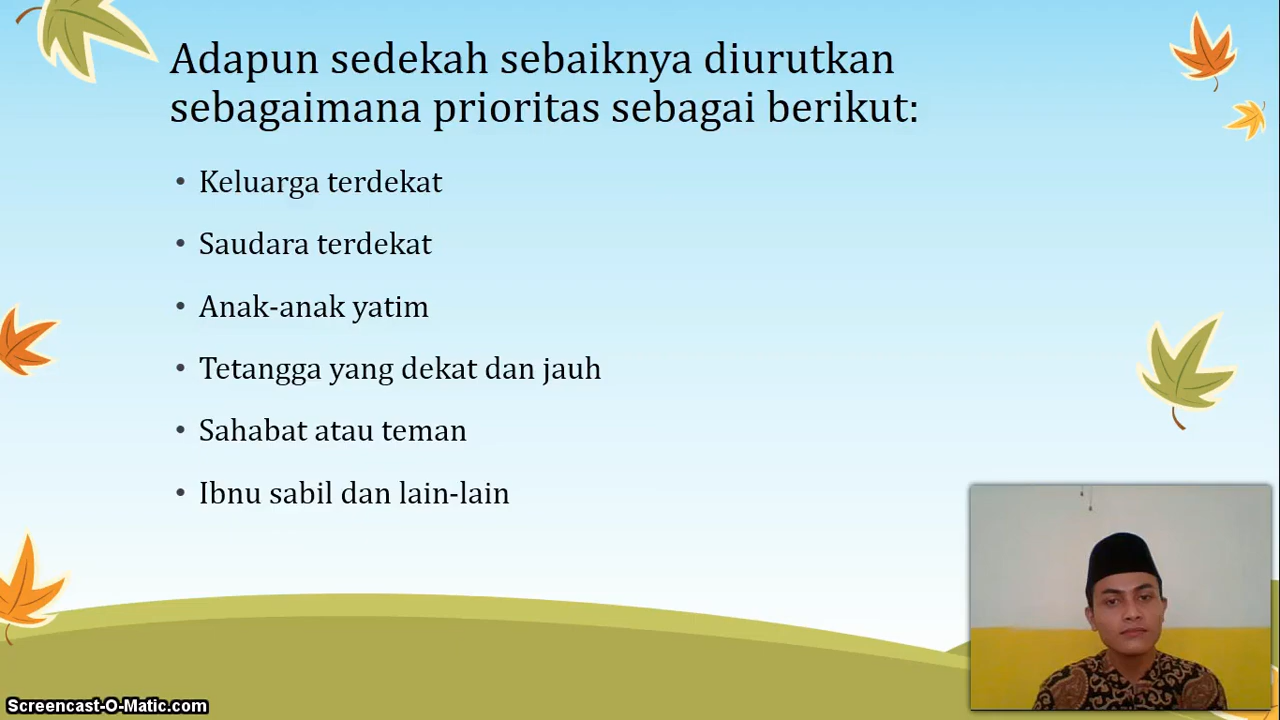 Adapun sedekah sebaiknya diurutkan
sebagaimana prioritas sebagai berikut:
• Keluarga terdekat
• Saudara terdekat
• Anak-anak yatim
• Tetangga yang dekat dan jauh
• Sahabat atau teman
• Ibnu sabil dan lain-lain
Screencast-O-Matic.com